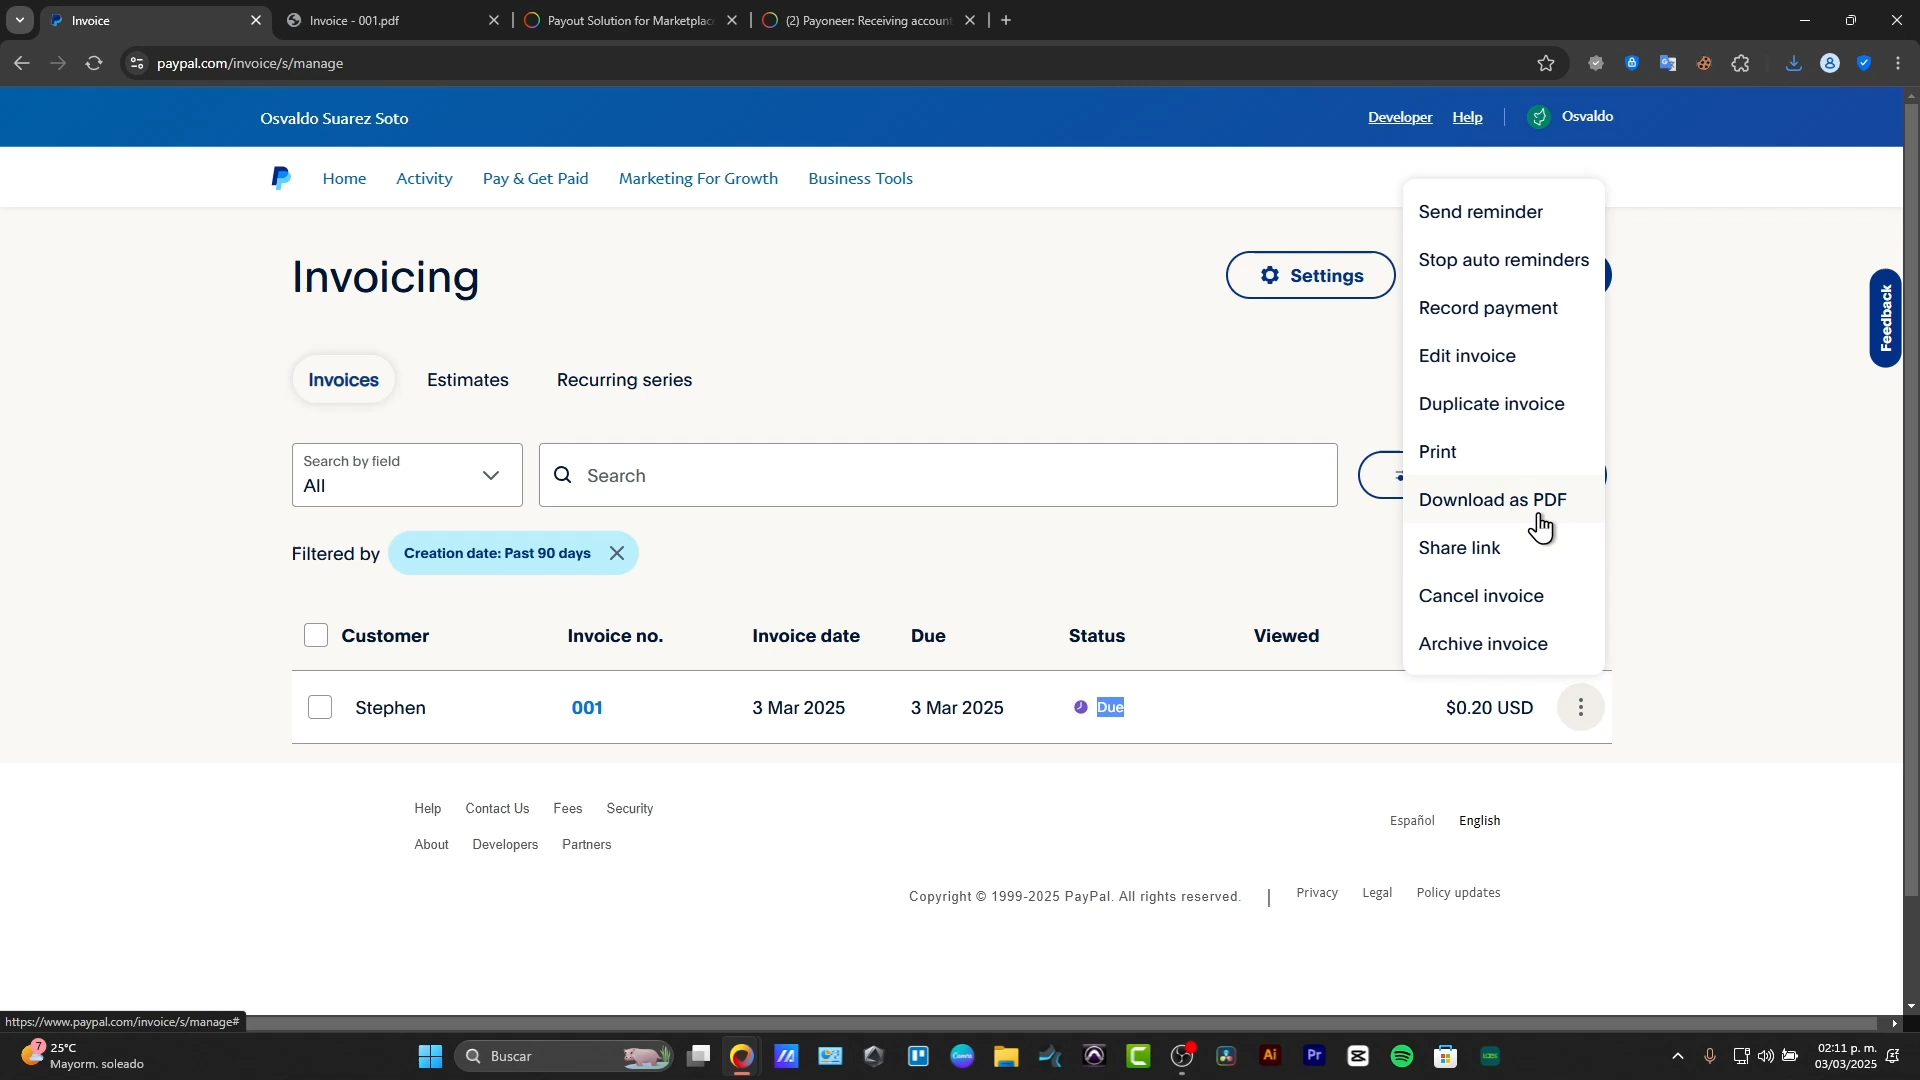 Invoice
Invoice - 001.pdf
Payout Solution for Marketplac
(2) Payoneer: Receiving account
paypal.com/invoice/s/manage
Osvaldo Suarez Soto
Developer
Help
Osvaldo
Home
Activity
Pay & Get Paid
Marketing For Growth
Business Tools
Invoicing
Settings
Send reminder
Stop auto reminders
Record payment
Edit invoice
Duplicate invoice
Print
Download as PDF
Share link
Cancel invoice
Archive invoice
Feedback
Invoices
Estimates
Recurring series
Search by field
All
Search
Filtered by
Creation date: Past 90 days
Customer
Invoice no.
Invoice date
Due
Status
Viewed
Stephen
001
3 Mar 2025
3 Mar 2025
Due
$0.20 USD
Help
Contact Us
Fees
Security
About
Developers
Partners
Español
English
Copyright © 1999-2025 PayPal. All rights reserved.
Privacy
Legal
Policy updates
https://www.paypal.com/invoice/s/manage#
7
25°C
Mayorm. soleado
Buscar
Canva
Ai
Pr
02:11 p. m.
03/03/2025